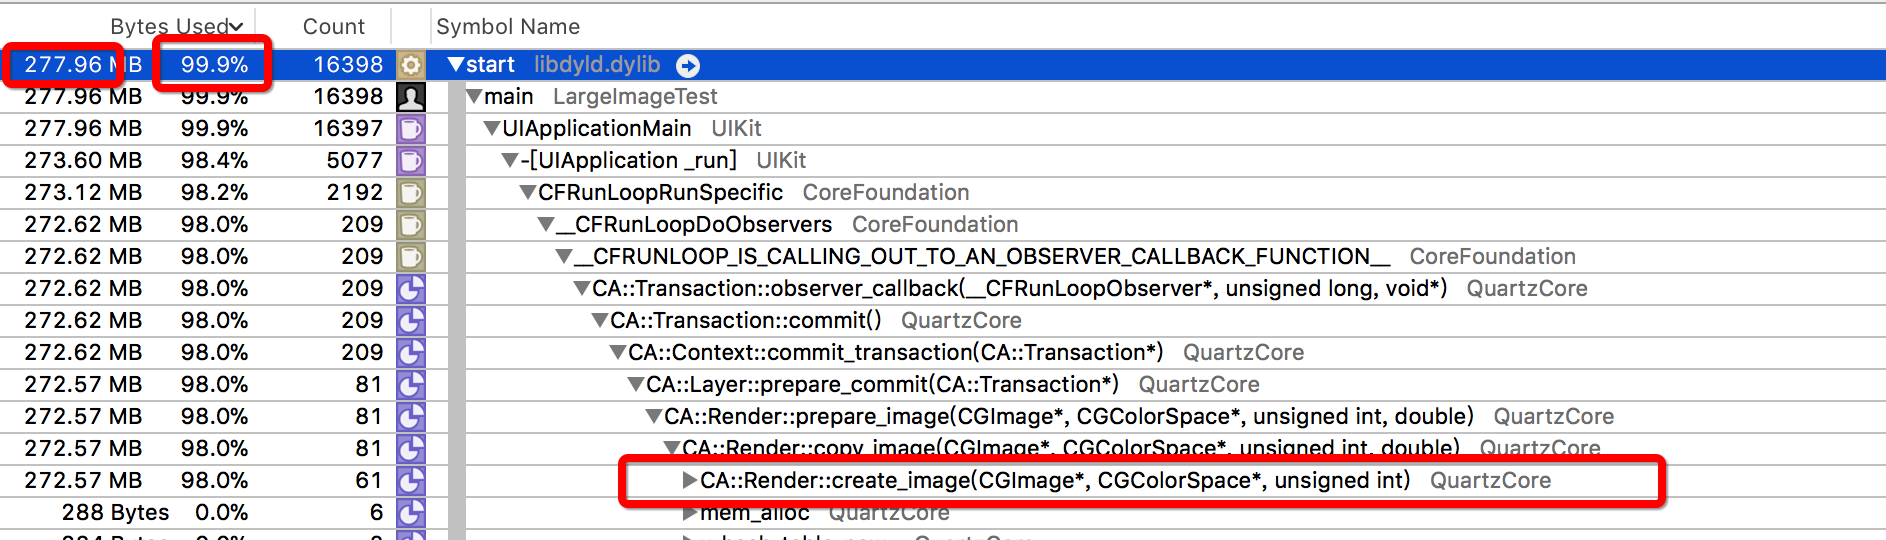 Bytes Used Count Symbol Name
277.96 MB 99.9% 16398 start libdyld.dylib
277.96 MB 99.9% 16398 main LargeImageTest
277.96 MB 99.9% 16397 UIApplicationMain UIKit
273.60 MB 98.4% 5077 -[UIApplication _run] UIKit
273.12 MB 98.2% 2192 CFRunLoopRunSpecific CoreFoundation
272.62 MB 98.0% 209 __CFRunLoopDoObservers CoreFoundation
272.62 MB 98.0% 209 __CFRUNLOOP_IS_CALLING_OUT_TO_AN_OBSERVER_CALLBACK_FUNCTION__ CoreFoundation
272.62 MB 98.0% 209 CA::Transaction::observer_callback(__CFRunLoopObserver*, unsigned long, void*) QuartzCore
272.62 MB 98.0% 209 CA::Transaction::commit() QuartzCore
272.62 MB 98.0% 209 CA::Context::commit_transaction(CA::Transaction*) QuartzCore
272.57 MB 98.0% 81 CA::Layer::prepare_commit(CA::Transaction*) QuartzCore
272.57 MB 98.0% 81 CA::Render::prepare_image(CGImage*, CGColorSpace*, unsigned int, double) QuartzCore
272.57 MB 98.0% 81 CA::Render::copy_image(CGImage*, CGColorSpace*, unsigned int, double) QuartzCore
272.57 MB 98.0% 61 CA::Render::create_image(CGImage*, CGColorSpace*, unsigned int) QuartzCore
288 Bytes 0.0% 6 mem_alloc QuartzCore